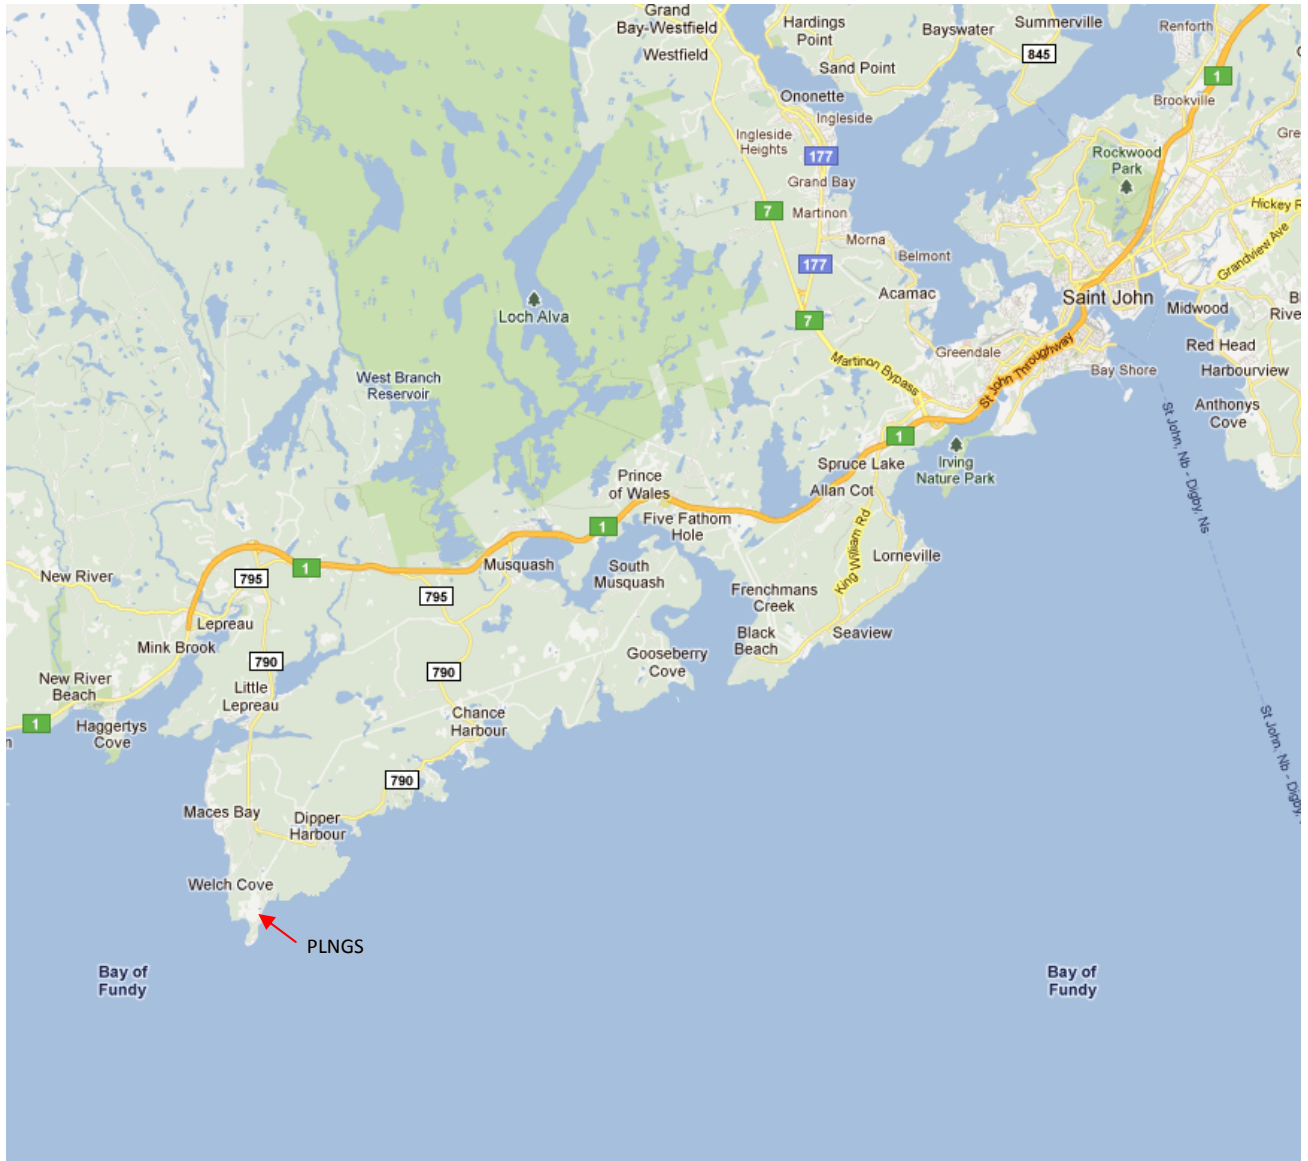 Grand
Bay-Westfield
Westfield
Hardings
Point
Bayswater
Summerville
845
Renforth
Sand Point
1
Ononette
Ingleside
Brookville
Ingleside
Heights
177
Rockwood
Park
Grand Bay
7
Martinon
Hickey R
Grandview Ave
Morna
177
Belmont
Acamac
Loch Alva
Saint John
Midwood
7
Greendale
St John Throughway
Red Head
Martinon Bypass
Bay Shore
Harbourview
West Branch
Reservoir
Anthonys
Cove
St John, Nb - Digby, Ns
1
Irving
Nature Park
Spruce Lake
Prince
of Wales
Allan Cot
1
Five Fathom
Hole
King William Rd
Lorneville
Musquash
South
Musquash
New River
795
1
795
Frenchmans
Creek
Lepreau
Mink Brook
Black
Beach
Seaview
790
790
Gooseberry
Cove
New River
Beach
Little
Lepreau
1
Haggertys
Cove
Chance
Harbour
St John, Nb - Digby,
790
Maces Bay
Dipper
Harbour
Welch Cove
PLNGS
Bay of
Fundy
Bay of
Fundy